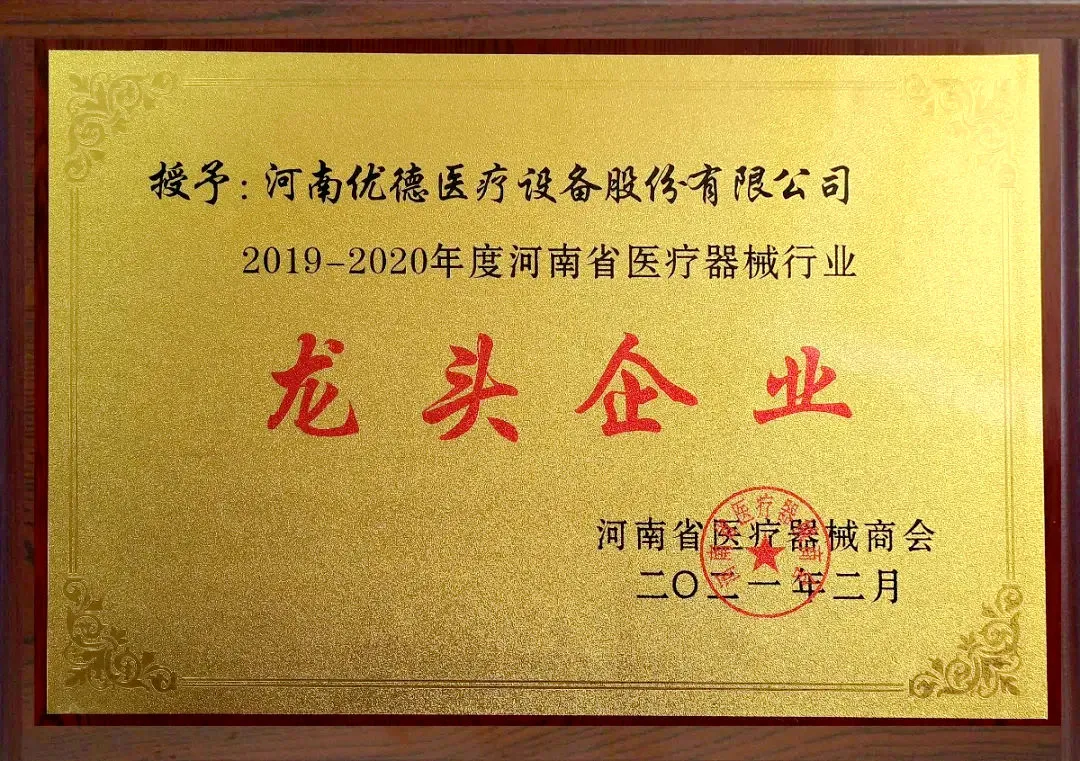 授予：河南优德医疗设备股份有限公司
2019-2020年度河南省医疗器械行业
龙头企业
河南省医疗器械商会
二〇二一年二月